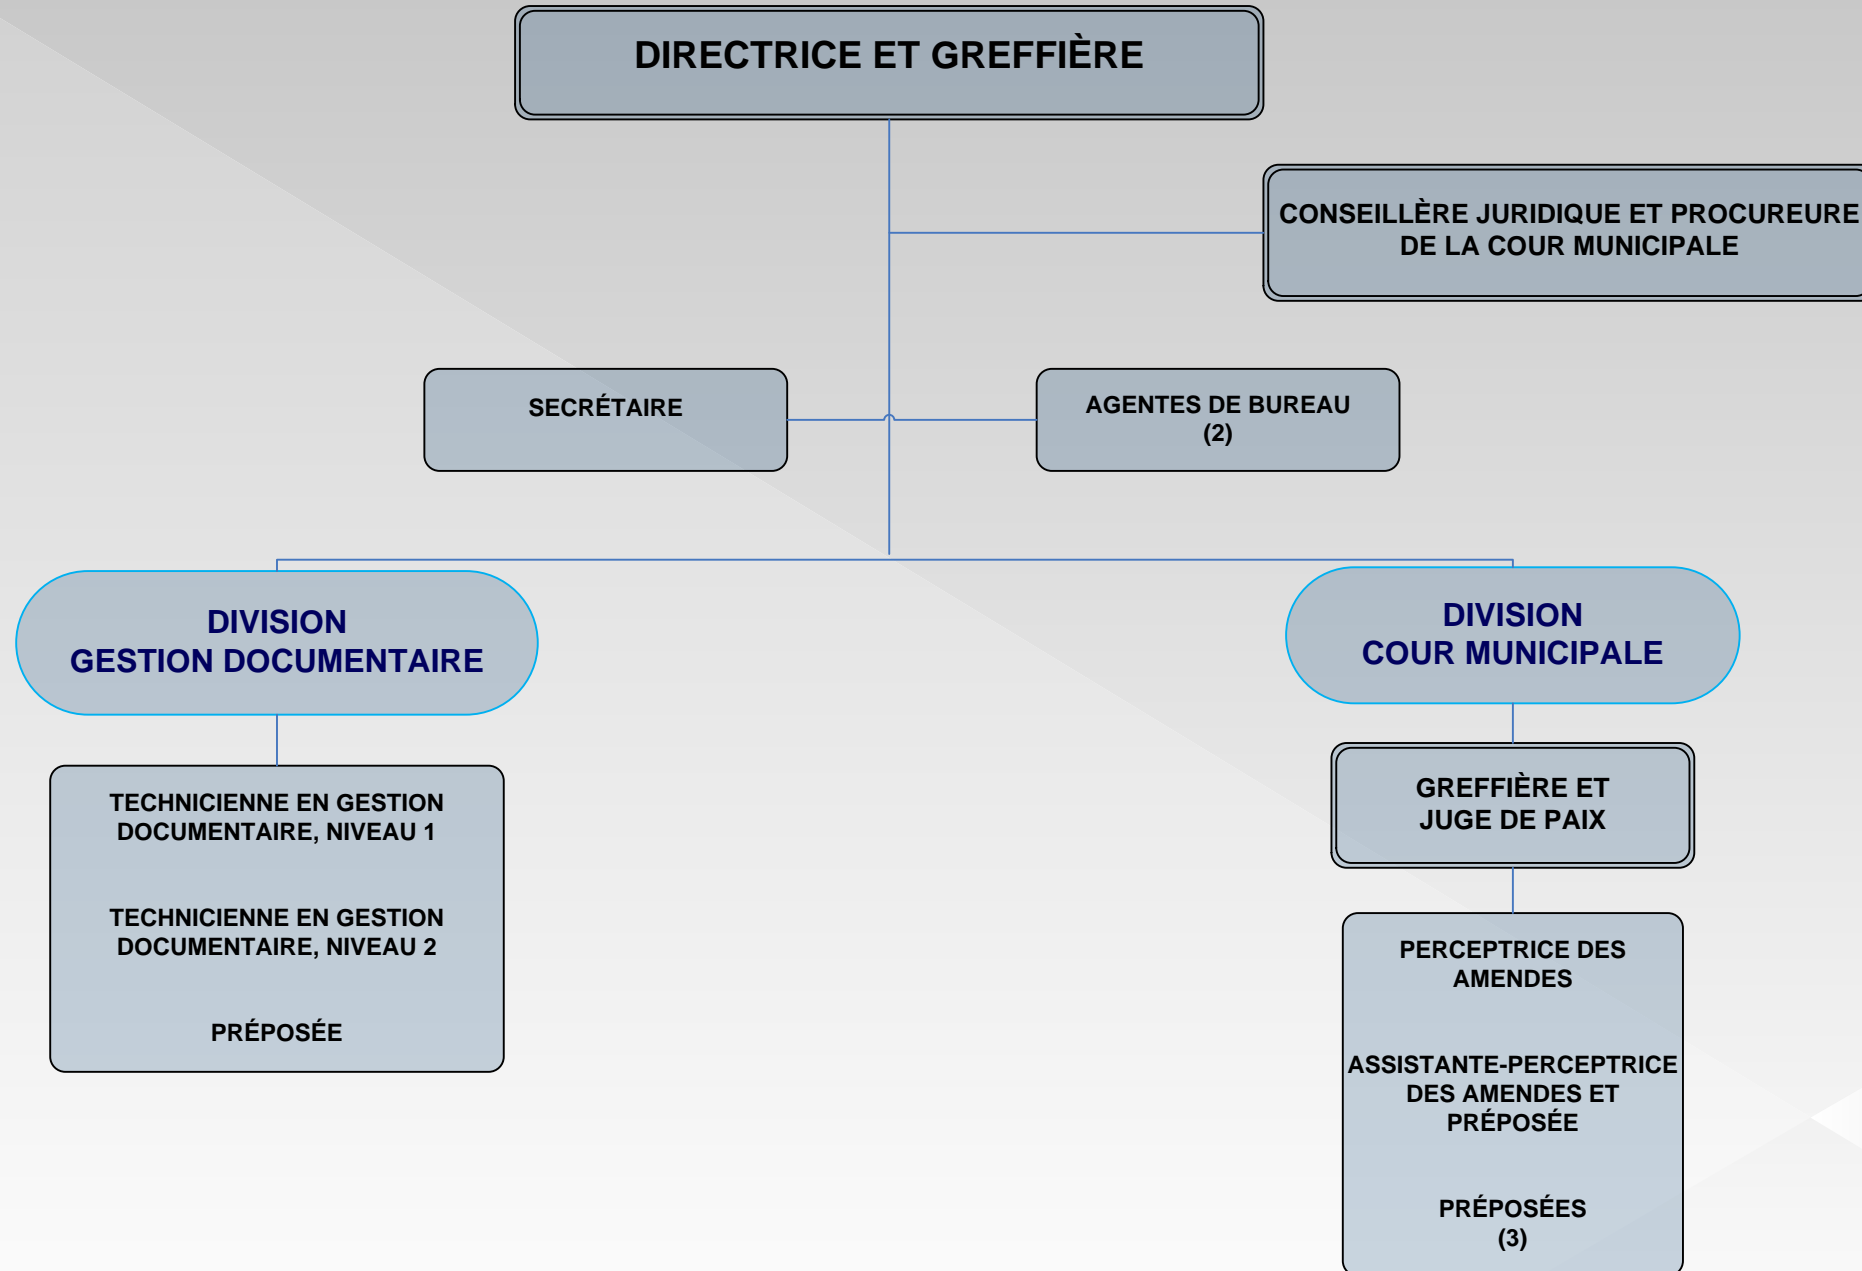 DIRECTRICE ET GREFFIÈRE
CONSEILLÈRE JURIDIQUE ET PROCUREURE
DE LA COUR MUNICIPALE
SECRÉTAIRE
AGENTES DE BUREAU
(2)
DIVISION
GESTION DOCUMENTAIRE
TECHNICIENNE EN GESTION
DOCUMENTAIRE, NIVEAU 1
TECHNICIENNE EN GESTION
DOCUMENTAIRE, NIVEAU 2
PRÉPOSÉE
DIVISION
COUR MUNICIPALE
GREFFIÈRE ET
JUGE DE PAIX
PERCEPTRICE DES
AMENDES
ASSISTANTE-PERCEPTRICE
DES AMENDES ET
PRÉPOSÉE
PRÉPOSÉES
(3)